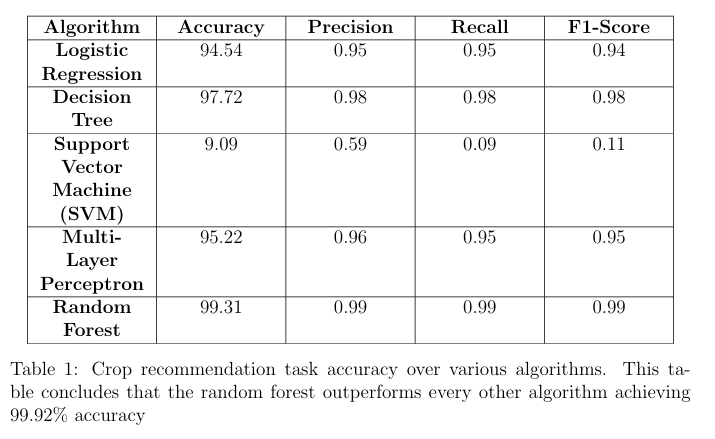 Algorithm Accuracy Precision Recall F1-Score
Logistic 94.54 0.95 0.95 0.94
Regression
Decision 97.72 0.98 0.98 0.98
Tree
Support 9.09 0.59 0.09 0.11
Vector
Machine
(SVM)
Multi- 95.22 0.96 0.95 0.95
Layer
Perceptron
Random 99.31 0.99 0.99 0.99
Forest
Table 1: Crop recommendation task accuracy over various algorithms. This ta-
ble concludes that the random forest outperforms every other algorithm achieving
99.92% accuracy